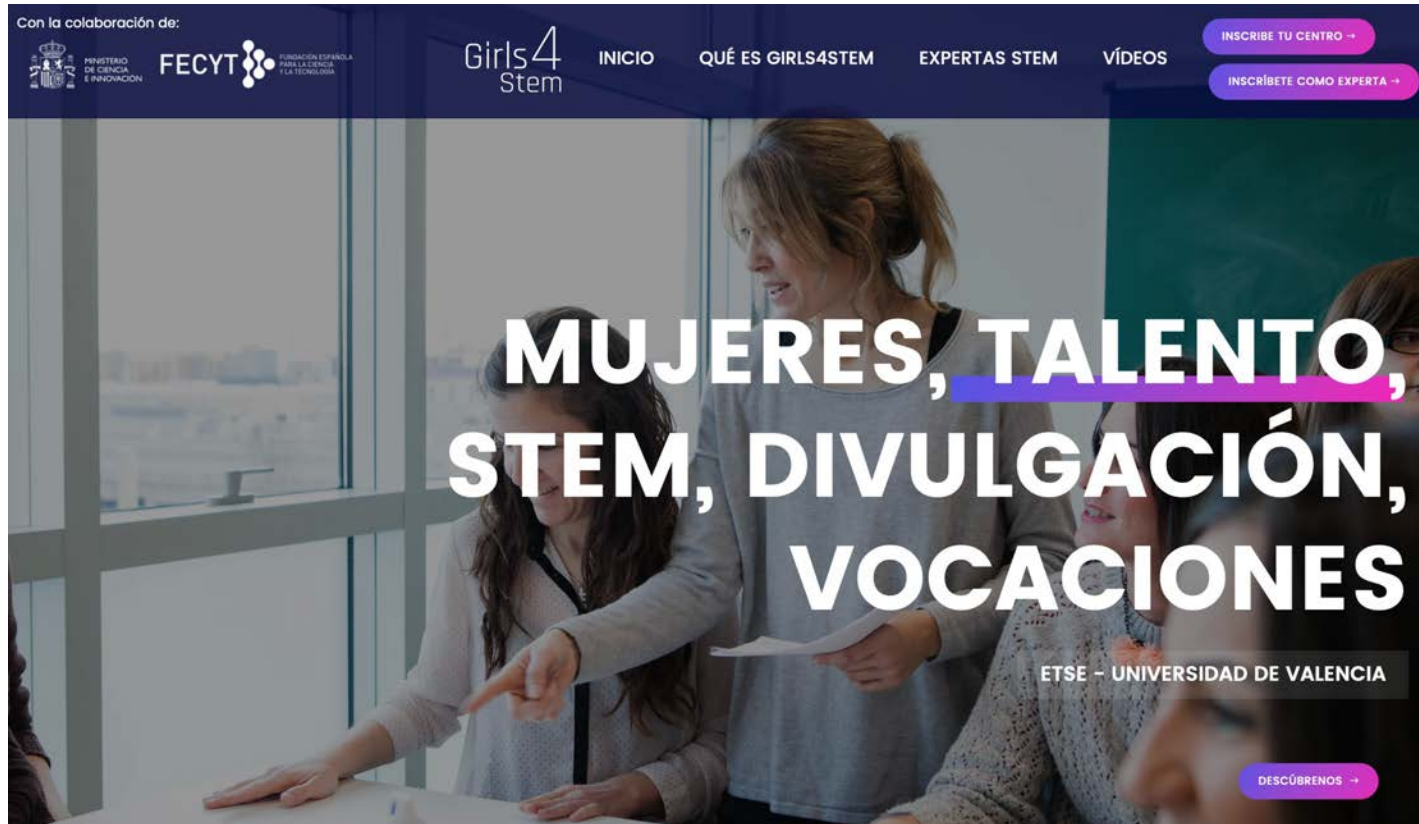 Con la colaboración de:
MINISTERIO
DE CIENCIA
E INNOVACIÓN
FECYT
FUNDACIÓN ESPAÑOLA
PARA LA CIENCIA
Y LA TECNOLOGÍA
Girls4
Stem
INICIO
QUÉ ES GIRLS4STEM
EXPERTAS STEM
VÍDEOS
INSCRIBE TU CENTRO →
INSCRÍBETE COMO EXPERTA →
MUJERES, TALENTO,
STEM, DIVULGACIÓN,
VOCACIONES
ETSE - UNIVERSIDAD DE VALENCIA
DESCÚBRENOS →